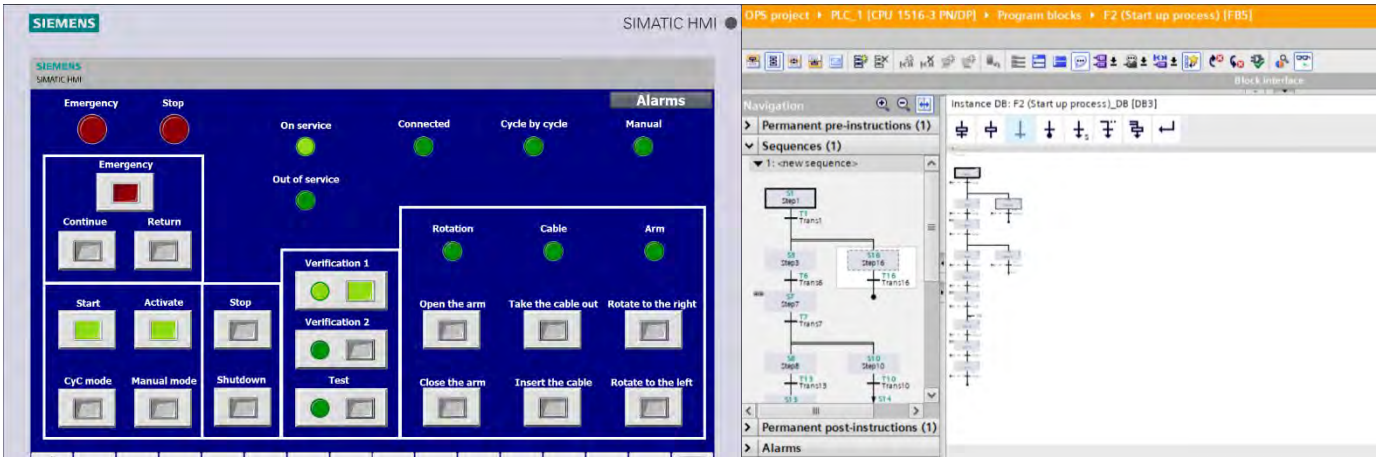 SIEMENS
SIMATIC HMI
SIEMENS
SIMATIC HMI
Alarms
Emergency
Stop
On service
Connected
Cycle by cycle
Manual
Out of service
Emergency
Continue
Return
Rotation
Cable
Arm
Verification 1
Start
Activate
Stop
Verification 2
Open the arm
Take the cable out
Rotate to the right
CyC mode
Manual mode
Shutdown
Test
Close the arm
Insert the cable
Rotate to the left
OPS project ▸ PLC_1 [CPU 1516-3 PN/DP] ▸ Program blocks ▸ F2 (Start up process) [FB5]
Block interface
Navigation
Instance DB: F2 (Start up process)_DB [DB3]
Permanent pre-instructions (1)
Sequences (1)
1: <new sequence>
S1
Step1
T1
Trans1
S3
Step3
S16
Step16
T6
Trans6
T16
Trans16
S7
Step7
T7
Trans7
S8
Step8
S10
Step10
T13
Trans13
T10
Trans10
S13
S14
Permanent post-instructions (1)
Alarms